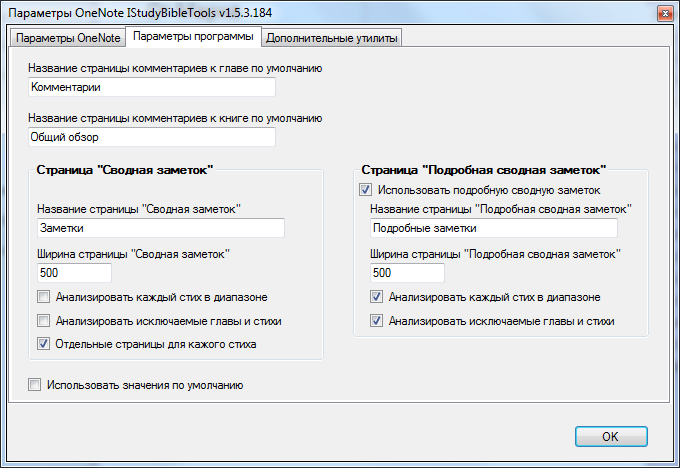 Параметры OneNote IStudyBibleTools v1.5.3.184
Параметры OneNote Параметры программы Дополнительные утилиты
Название страницы комментариев к главе по умолчанию
Комментарии
Название страницы комментариев к книге по умолчанию
Общий обзор
Страница "Сводная заметок"
Название страницы "Сводная заметок"
Заметки
Ширина страницы "Сводная заметок"
500
Анализировать каждый стих в диапазоне
Анализировать исключаемые главы и стихи
Отдельные страницы для кажого стиха
Страница "Подробная сводная заметок"
Использовать подробную сводную заметок
Название страницы "Подробная сводная заметок"
Подробные заметки
Ширина страницы "Подробная сводная заметок"
500
Анализировать каждый стих в диапазоне
Анализировать исключаемые главы и стихи
Использовать значения по умолчанию
OK